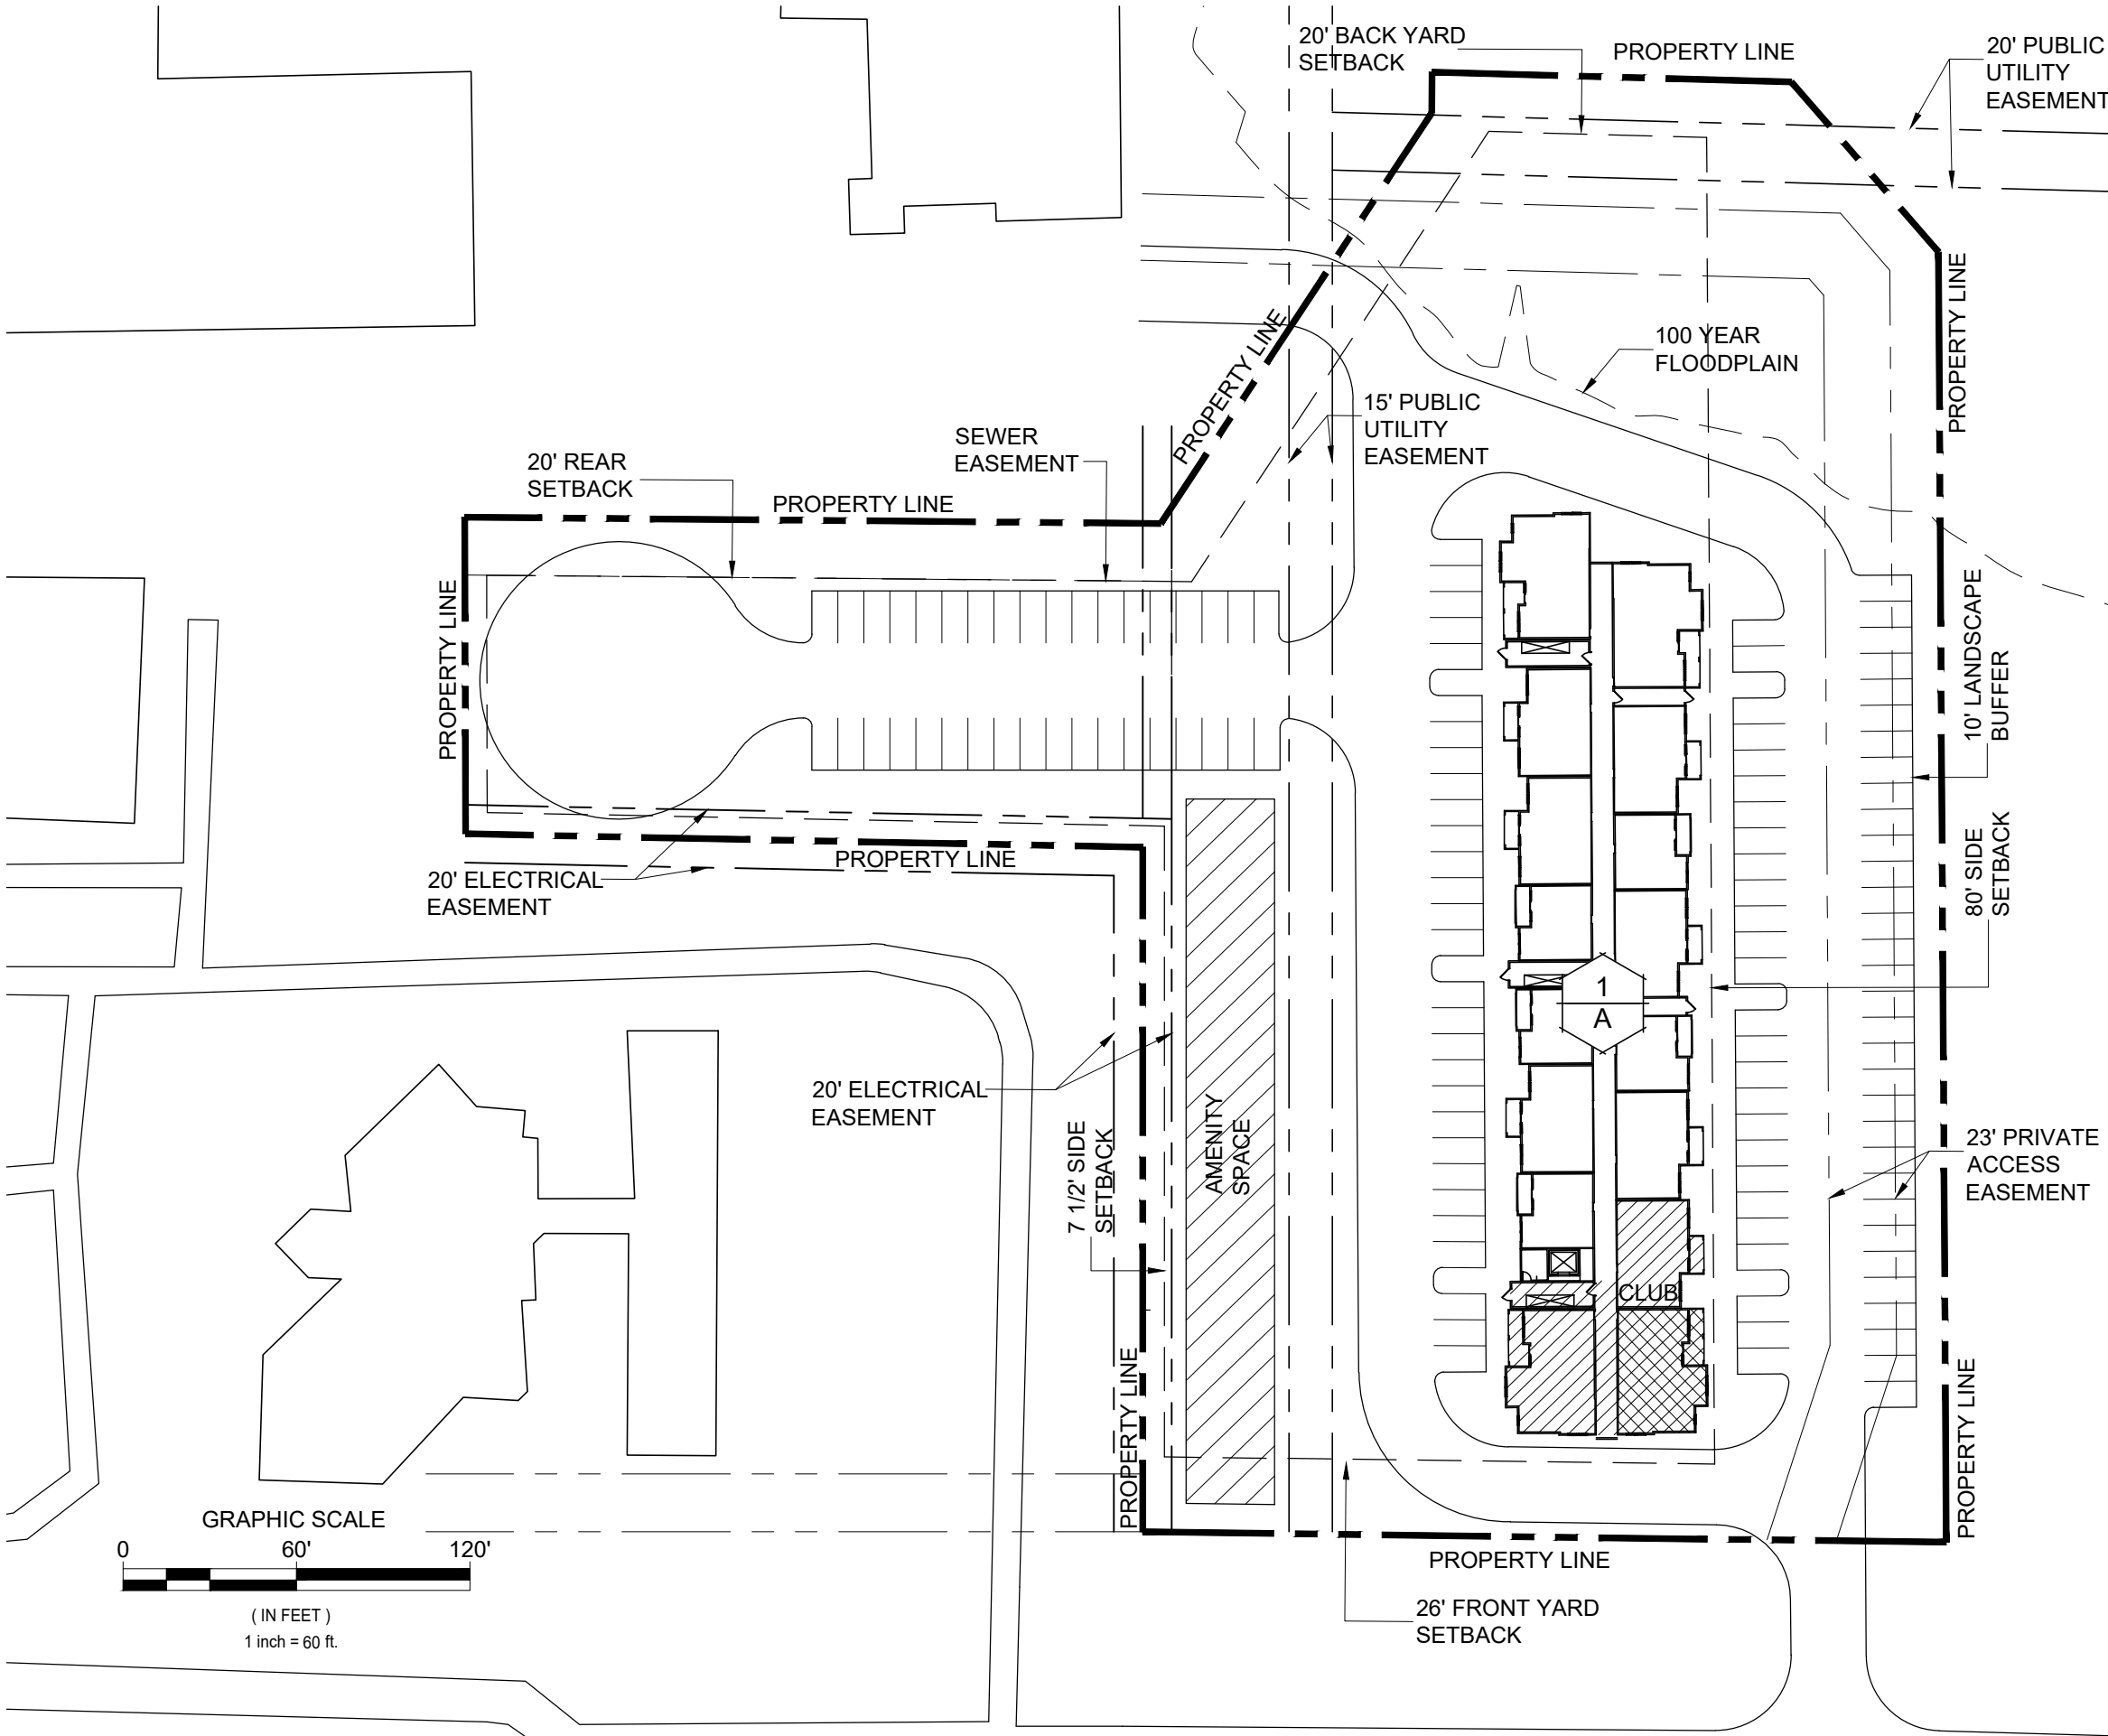 20' BACK YARD
SETBACK
PROPERTY LINE
20' PUBLIC
UTILITY
EASEMENT
PROPERTY LINE
100 YEAR
FLOODPLAIN
PROPERTY LINE
15' PUBLIC
UTILITY
EASEMENT
SEWER
EASEMENT
20' REAR
SETBACK
PROPERTY LINE
PROPERTY LINE
10' LANDSCAPE
BUFFER
PROPERTY LINE
20' ELECTRICAL
EASEMENT
80' SIDE
SETBACK
1
A
20' ELECTRICAL
EASEMENT
AMENITY
SPACE
7 1/2' SIDE
SETBACK
23' PRIVATE
ACCESS
EASEMENT
CLUB
PROPERTY LINE
PROPERTY LINE
GRAPHIC SCALE
0 60' 120'
( IN FEET )
1 inch = 60 ft.
PROPERTY LINE
26' FRONT YARD
SETBACK